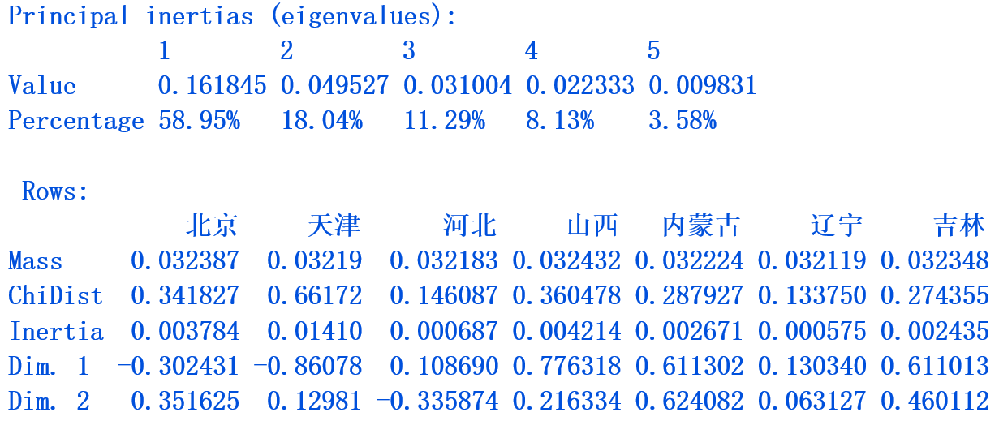 Principal inertias (eigenvalues):
1 2 3 4 5
Value 0.161845 0.049527 0.031004 0.022333 0.009831
Percentage 58.95% 18.04% 11.29% 8.13% 3.58%
Rows:
北京 天津 河北 山西 内蒙古 辽宁 吉林
Mass 0.032387 0.03219 0.032183 0.032432 0.032224 0.032119 0.032348
ChiDist 0.341827 0.66172 0.146087 0.360478 0.287927 0.133750 0.274355
Inertia 0.003784 0.01410 0.000687 0.004214 0.002671 0.000575 0.002435
Dim. 1 -0.302431 -0.86078 0.108690 0.776318 0.611302 0.130340 0.611013
Dim. 2 0.351625 0.12981 -0.335874 0.216334 0.624082 0.063127 0.460112